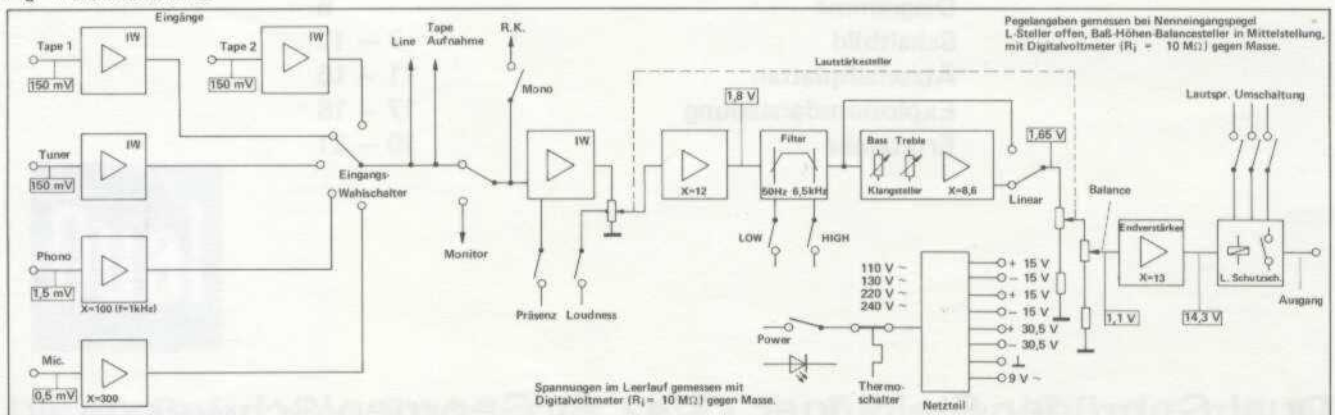 Eingänge
Tape 1
150 mV
IW
Tape 2
150 mV
IW
Tuner
150 mV
IW
Phono
1,5 mV
X=100 (f=1kHz)
Mic.
0,5 mV
X=300
Eingangs-
Wahlschalter
Line
Tape
Aufnahme
R.K.
Mono
Monitor
IW
Präsenz
Loudness
Lautstärkesteller
X=12
1,8 V
Filter
50Hz
6,5kHz
LOW
HIGH
Bass
Treble
Klangsteller
X=8,6
1,65 V
Linear
Balance
Endverstärker
X=13
1,1 V
14,3 V
L. Schutzsch.
Ausgang
Lautspr. Umschaltung
Pegelangaben gemessen bei Nenneingangspegel
L-Steller offen, Baß-Höhen-Balancesteller in Mittelstellung,
mit Digitalvoltmeter (Ri = 10 MΩ) gegen Masse.
110 V ~
130 V ~
220 V ~
240 V ~
Power
Thermo-
schalter
Netzteil
+ 15 V
− 15 V
+ 15 V
− 15 V
+ 30,5 V
− 30,5 V
⊥
9 V ~
Spannungen im Leerlauf gemessen mit
Digitalvoltmeter (Ri = 10 MΩ) gegen Masse.